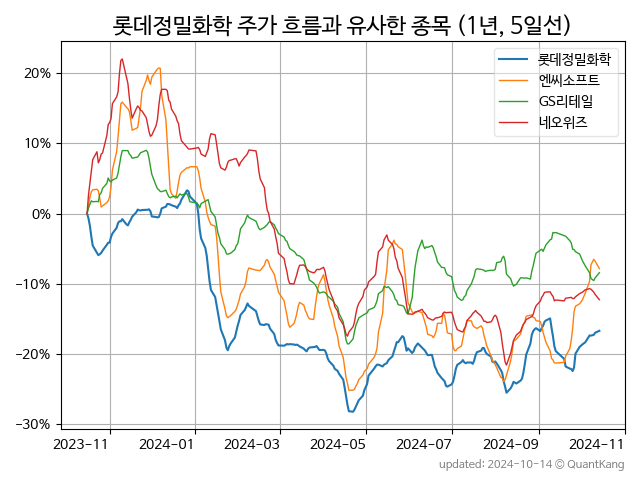 롯데정밀화학 주가 흐름과 유사한 종목 (1년, 5일선)
롯데정밀화학
엔씨소프트
GS리테일
네오위즈
20%
10%
0%
−10%
−20%
−30%
2023-11
2024-01
2024-03
2024-05
2024-07
2024-09
2024-11
updated: 2024-10-14 © QuantKang